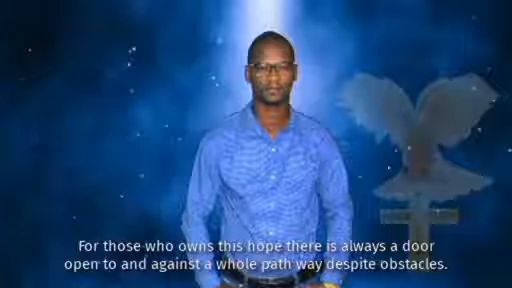 For those who owns this hope there is always a door
open to and against a whole path way despite obstacles.